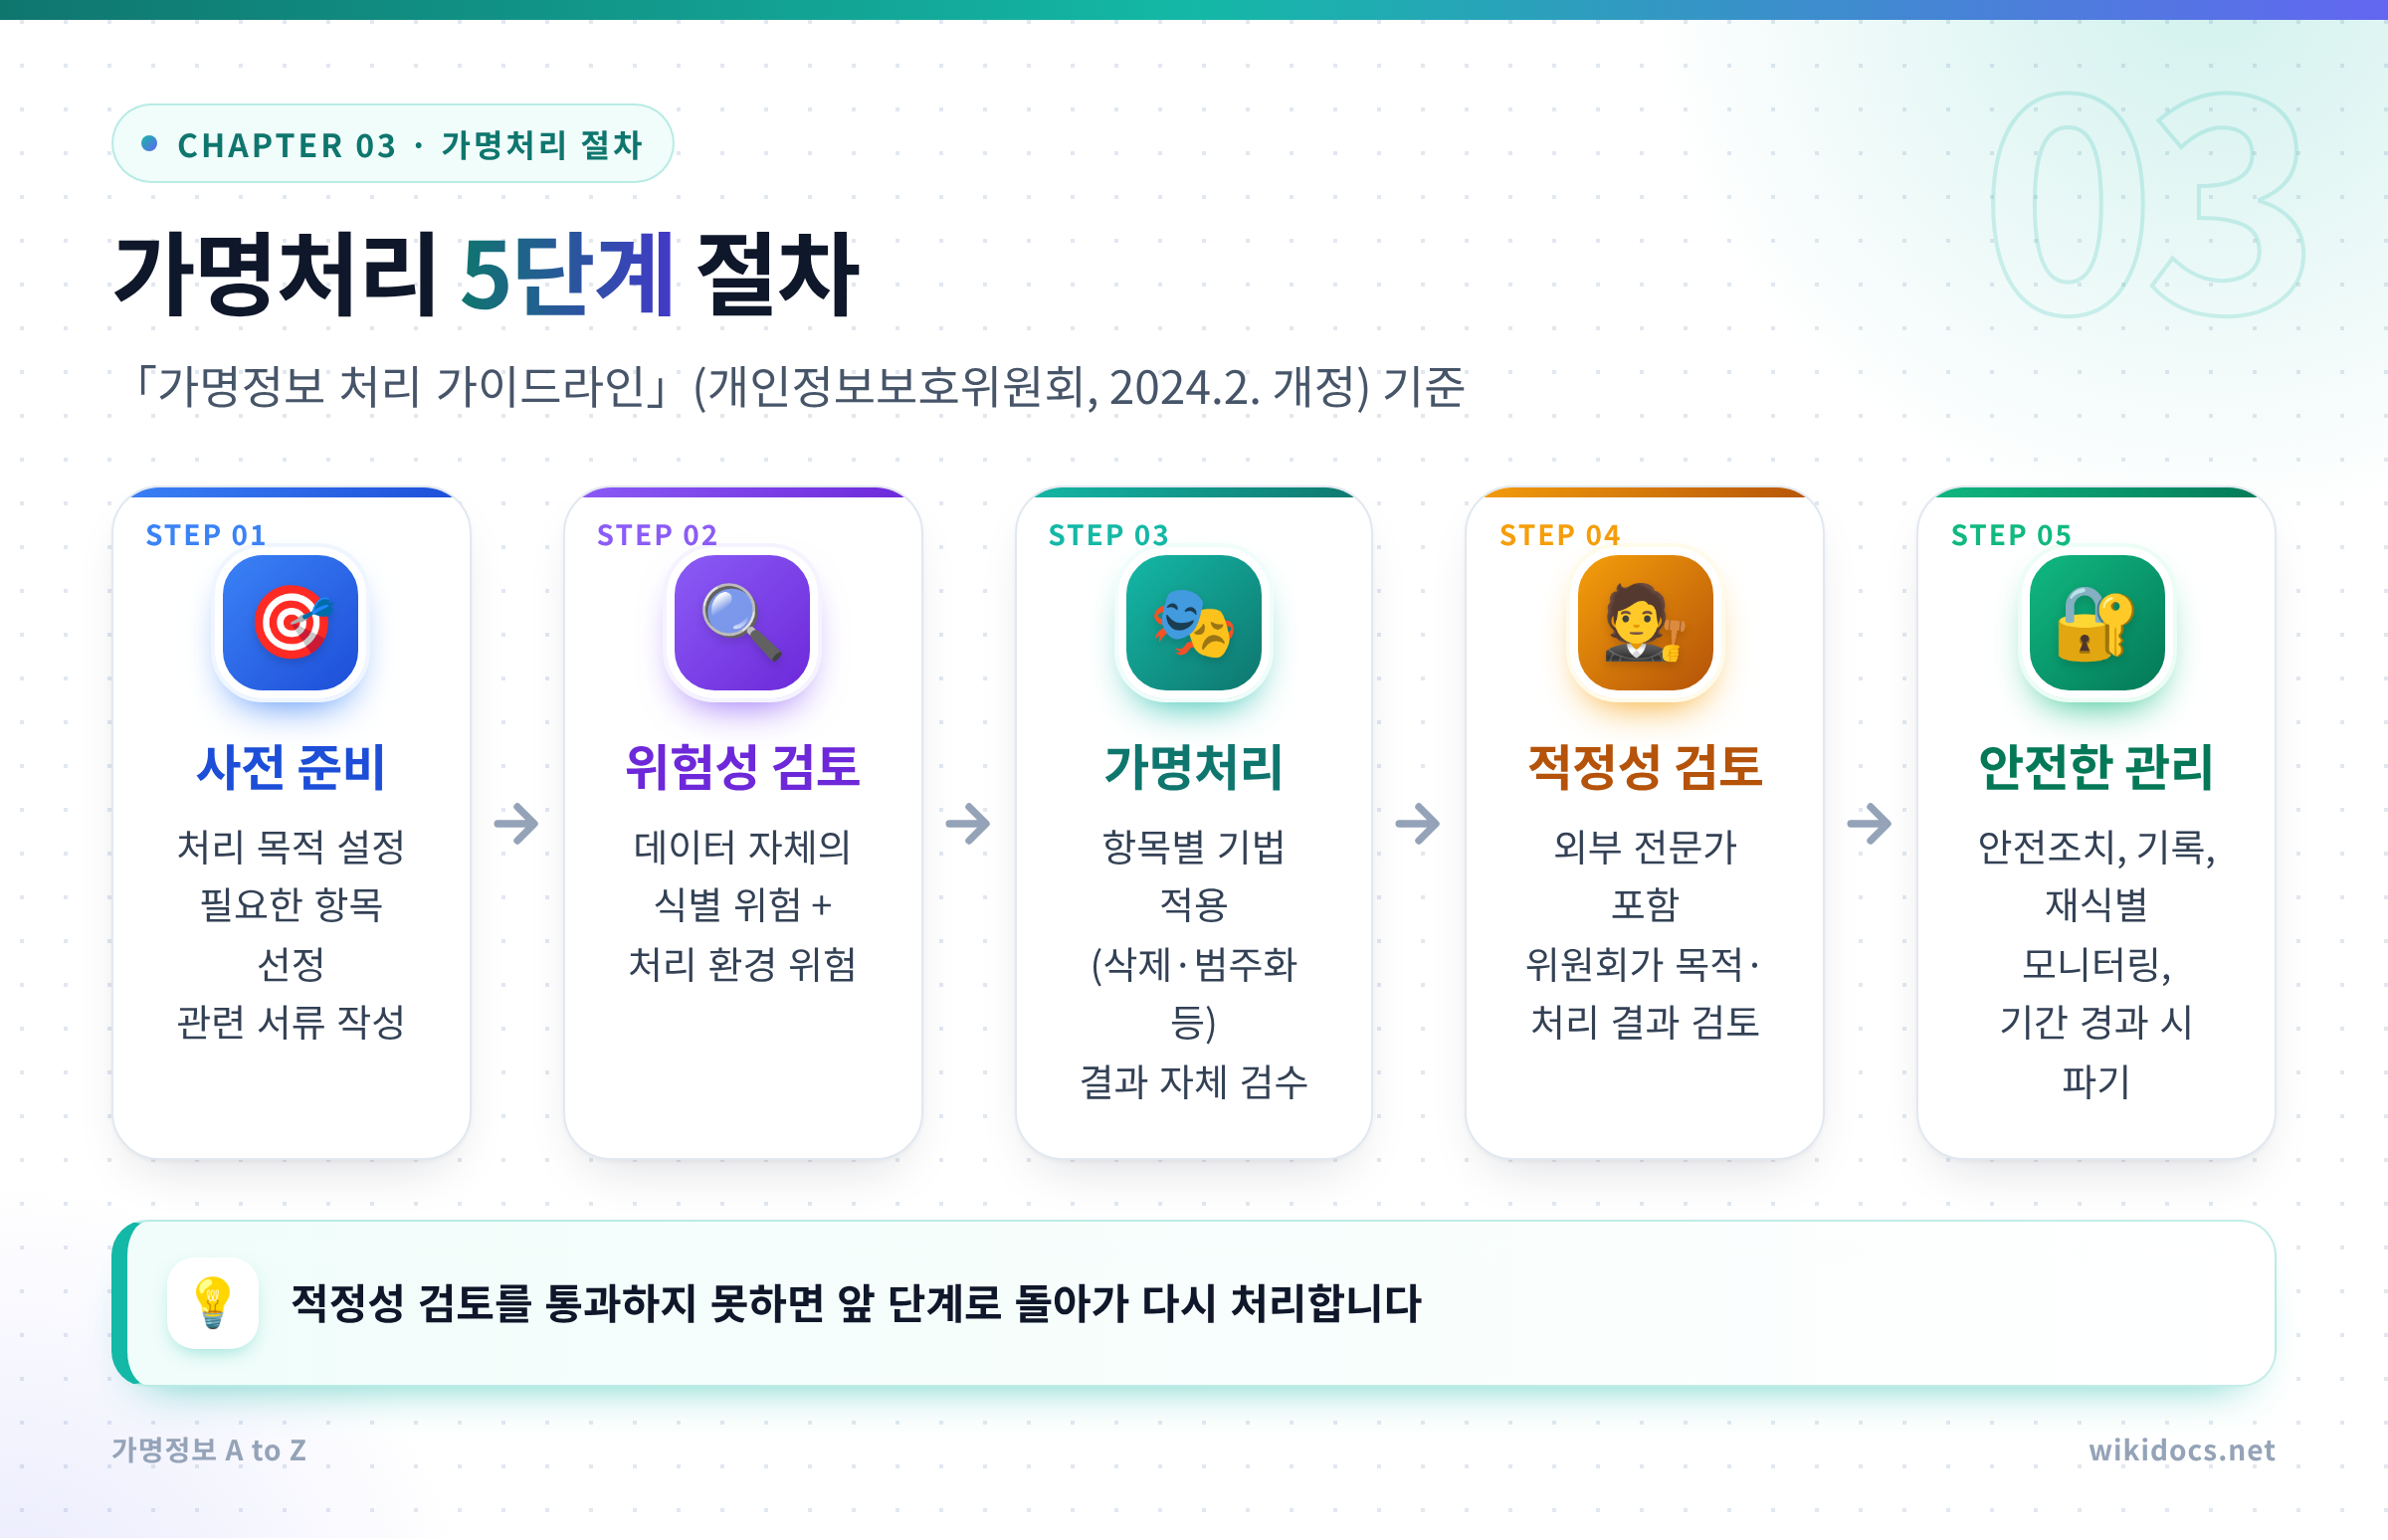 CHAPTER 03 · 가명처리 절차
03
가명처리 5단계 절차
「가명정보 처리 가이드라인」(개인정보보호위원회, 2024.2. 개정) 기준
STEP 01
사전 준비
처리 목적 설정
필요한 항목
선정
관련 서류 작성
STEP 02
위험성 검토
데이터 자체의
식별 위험 +
처리 환경 위험
STEP 03
가명처리
항목별 기법
적용
(삭제·범주화
등)
결과 자체 검수
STEP 04
적정성 검토
외부 전문가
포함
위원회가 목적·
처리 결과 검토
STEP 05
안전한 관리
안전조치, 기록,
재식별
모니터링,
기간 경과 시
파기
적정성 검토를 통과하지 못하면 앞 단계로 돌아가 다시 처리합니다
가명정보 A to Z
wikidocs.net